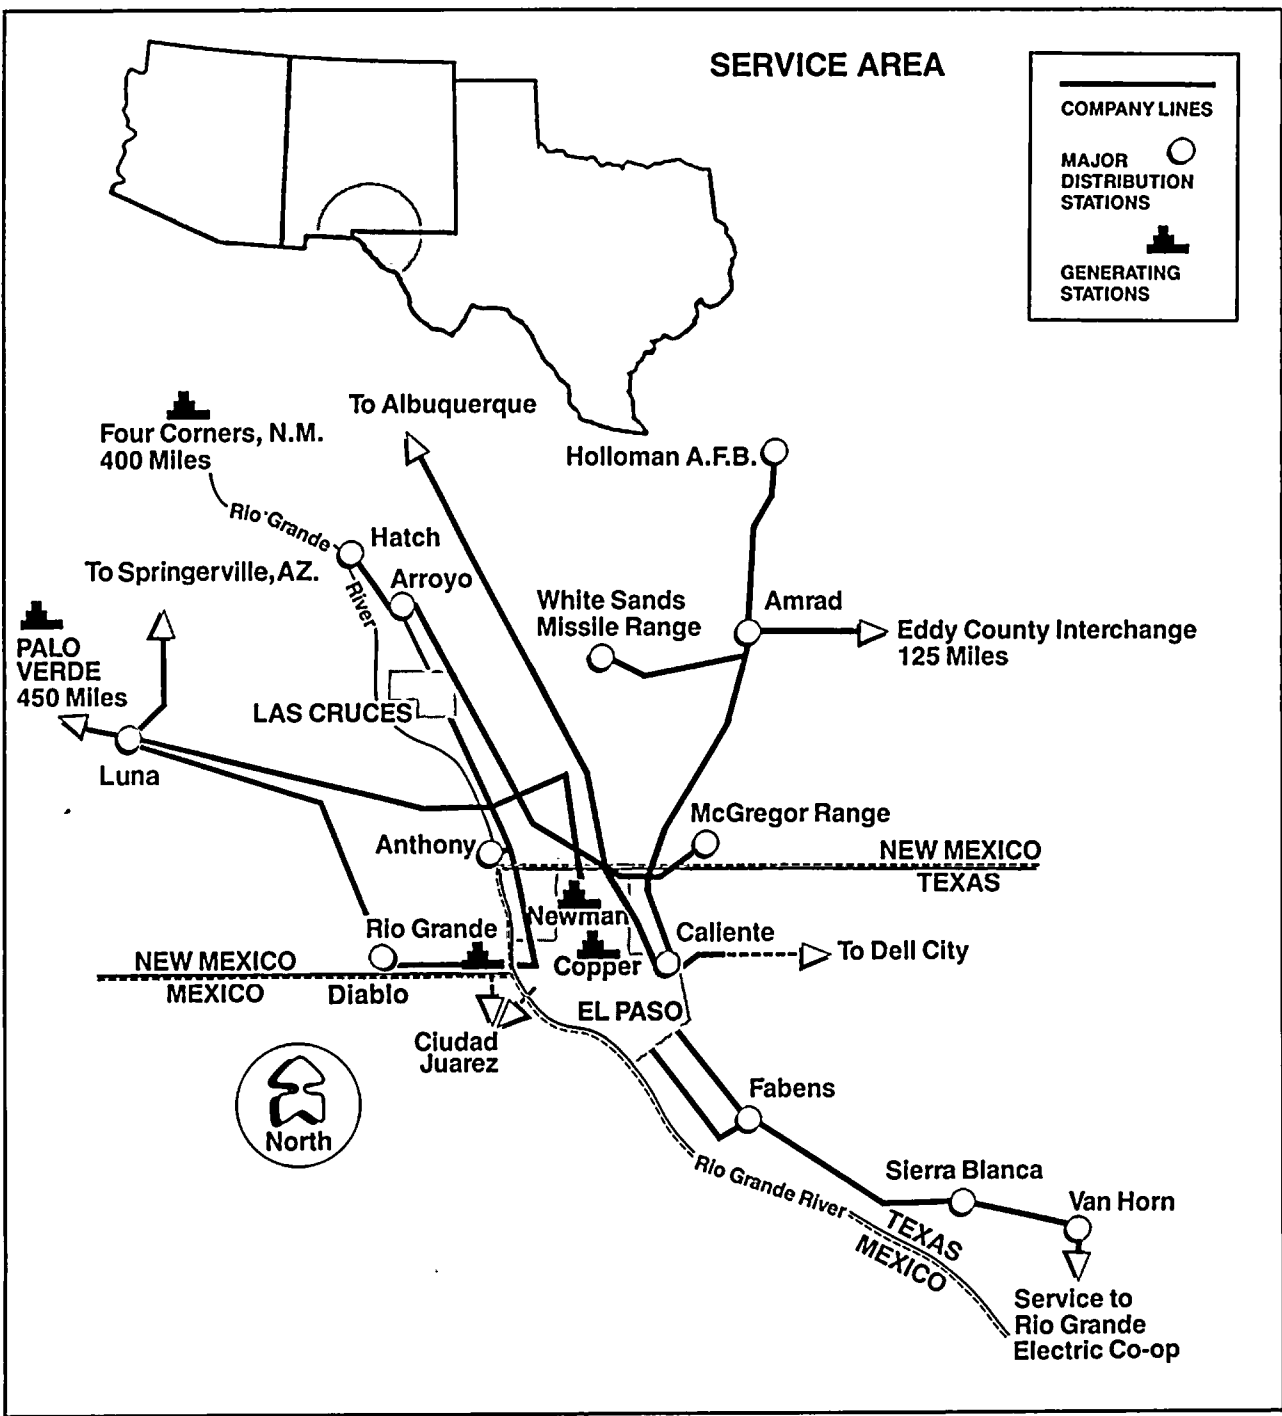 SERVICE AREA
COMPANY LINES
MAJOR
DISTRIBUTION
STATIONS
GENERATING
STATIONS
Four Corners, N.M.
400 Miles
To Albuquerque
Holloman A.F.B.
Rio Grande
River
Hatch
Arroyo
To Springerville, AZ.
White Sands
Missile Range
Amrad
Eddy County Interchange
125 Miles
PALO
VERDE
450 Miles
LAS CRUCES
Luna
Anthony
McGregor Range
NEW MEXICO
TEXAS
Newman
Rio Grande
Caliente
To Dell City
Copper
NEW MEXICO
MEXICO
Diablo
EL PASO
Ciudad
Juarez
North
Fabens
Rio Grande River
Sierra Blanca
Van Horn
TEXAS
MEXICO
Service to
Rio Grande
Electric Co-op